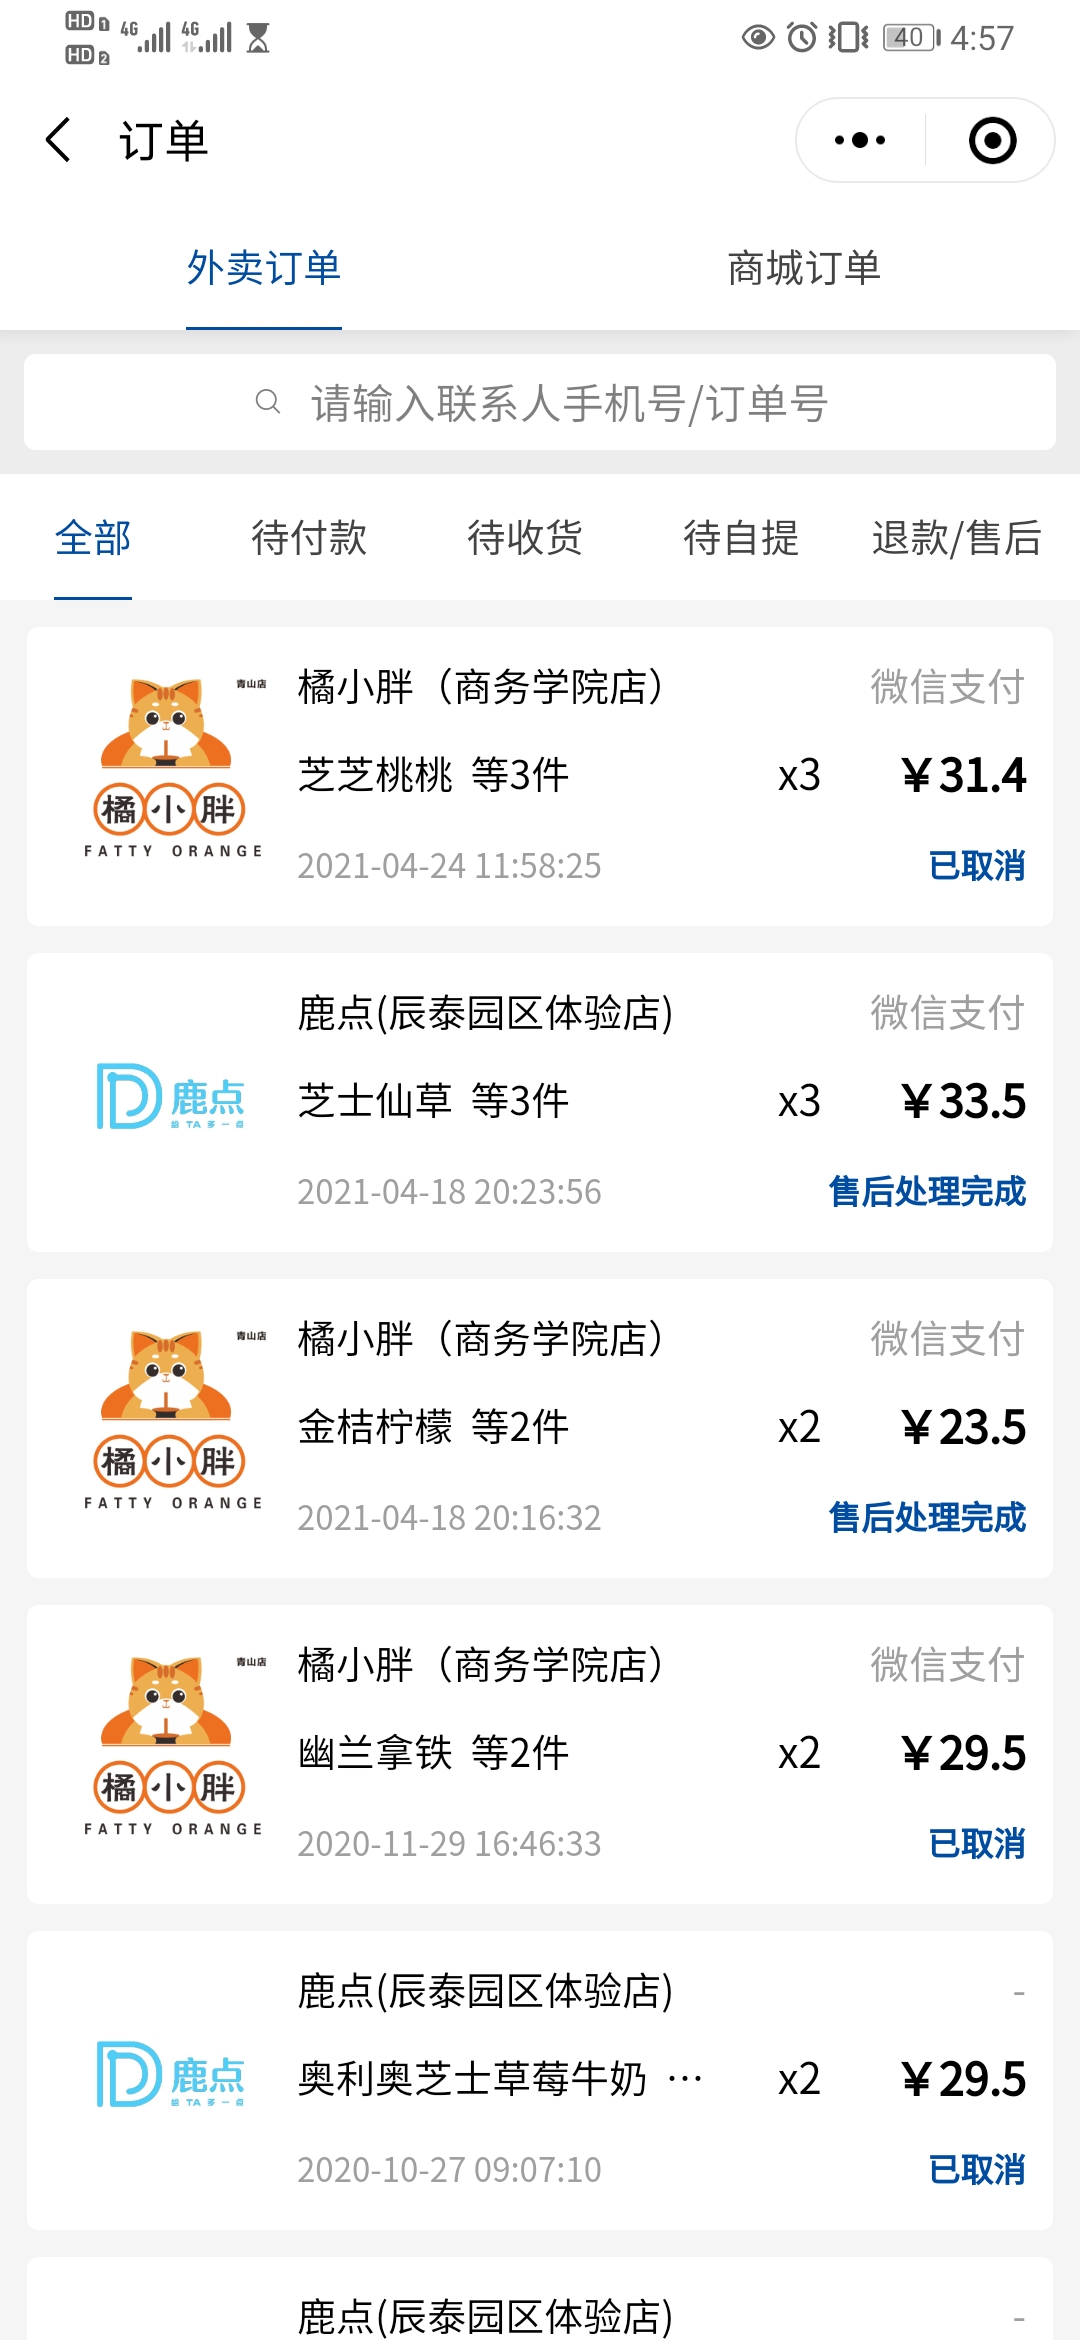 HD 1 4G 4G 40 4:57
HD 2
订单
外卖订单 商城订单
请输入联系人手机号/订单号
全部 待付款 待收货 待自提 退款/售后
青山店 橘小胖（商务学院店） 微信支付
芝芝桃桃 等3件 x3 ￥31.4
橘小胖
FATTY ORANGE
2021-04-24 11:58:25 已取消
鹿点(辰泰园区体验店) 微信支付
芝士仙草 等3件 x3 ￥33.5
鹿点
给TA多一点
2021-04-18 20:23:56 售后处理完成
青山店 橘小胖（商务学院店） 微信支付
金桔柠檬 等2件 x2 ￥23.5
橘小胖
FATTY ORANGE
2021-04-18 20:16:32 售后处理完成
青山店 橘小胖（商务学院店） 微信支付
幽兰拿铁 等2件 x2 ￥29.5
橘小胖
FATTY ORANGE
2020-11-29 16:46:33 已取消
鹿点(辰泰园区体验店) -
奥利奥芝士草莓牛奶 … x2 ￥29.5
鹿点
给TA多一点
2020-10-27 09:07:10 已取消
鹿点(辰泰园区体验店) -